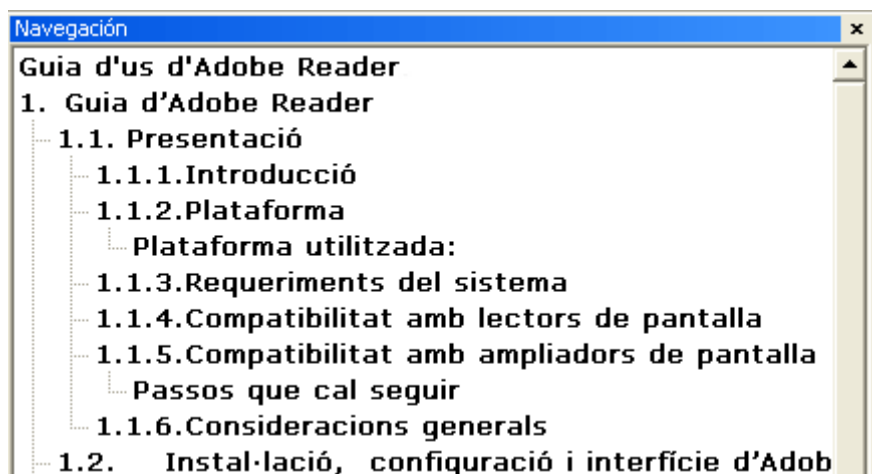 Navegación
Guia d'us d'Adobe Reader
1. Guia d’Adobe Reader
1.1. Presentació
1.1.1.Introducció
1.1.2.Plataforma
Plataforma utilitzada:
1.1.3.Requeriments del sistema
1.1.4.Compatibilitat amb lectors de pantalla
1.1.5.Compatibilitat amb ampliadors de pantalla
Passos que cal seguir
1.1.6.Consideracions generals
1.2. Instal·lació, configuració i interfície d’Adob